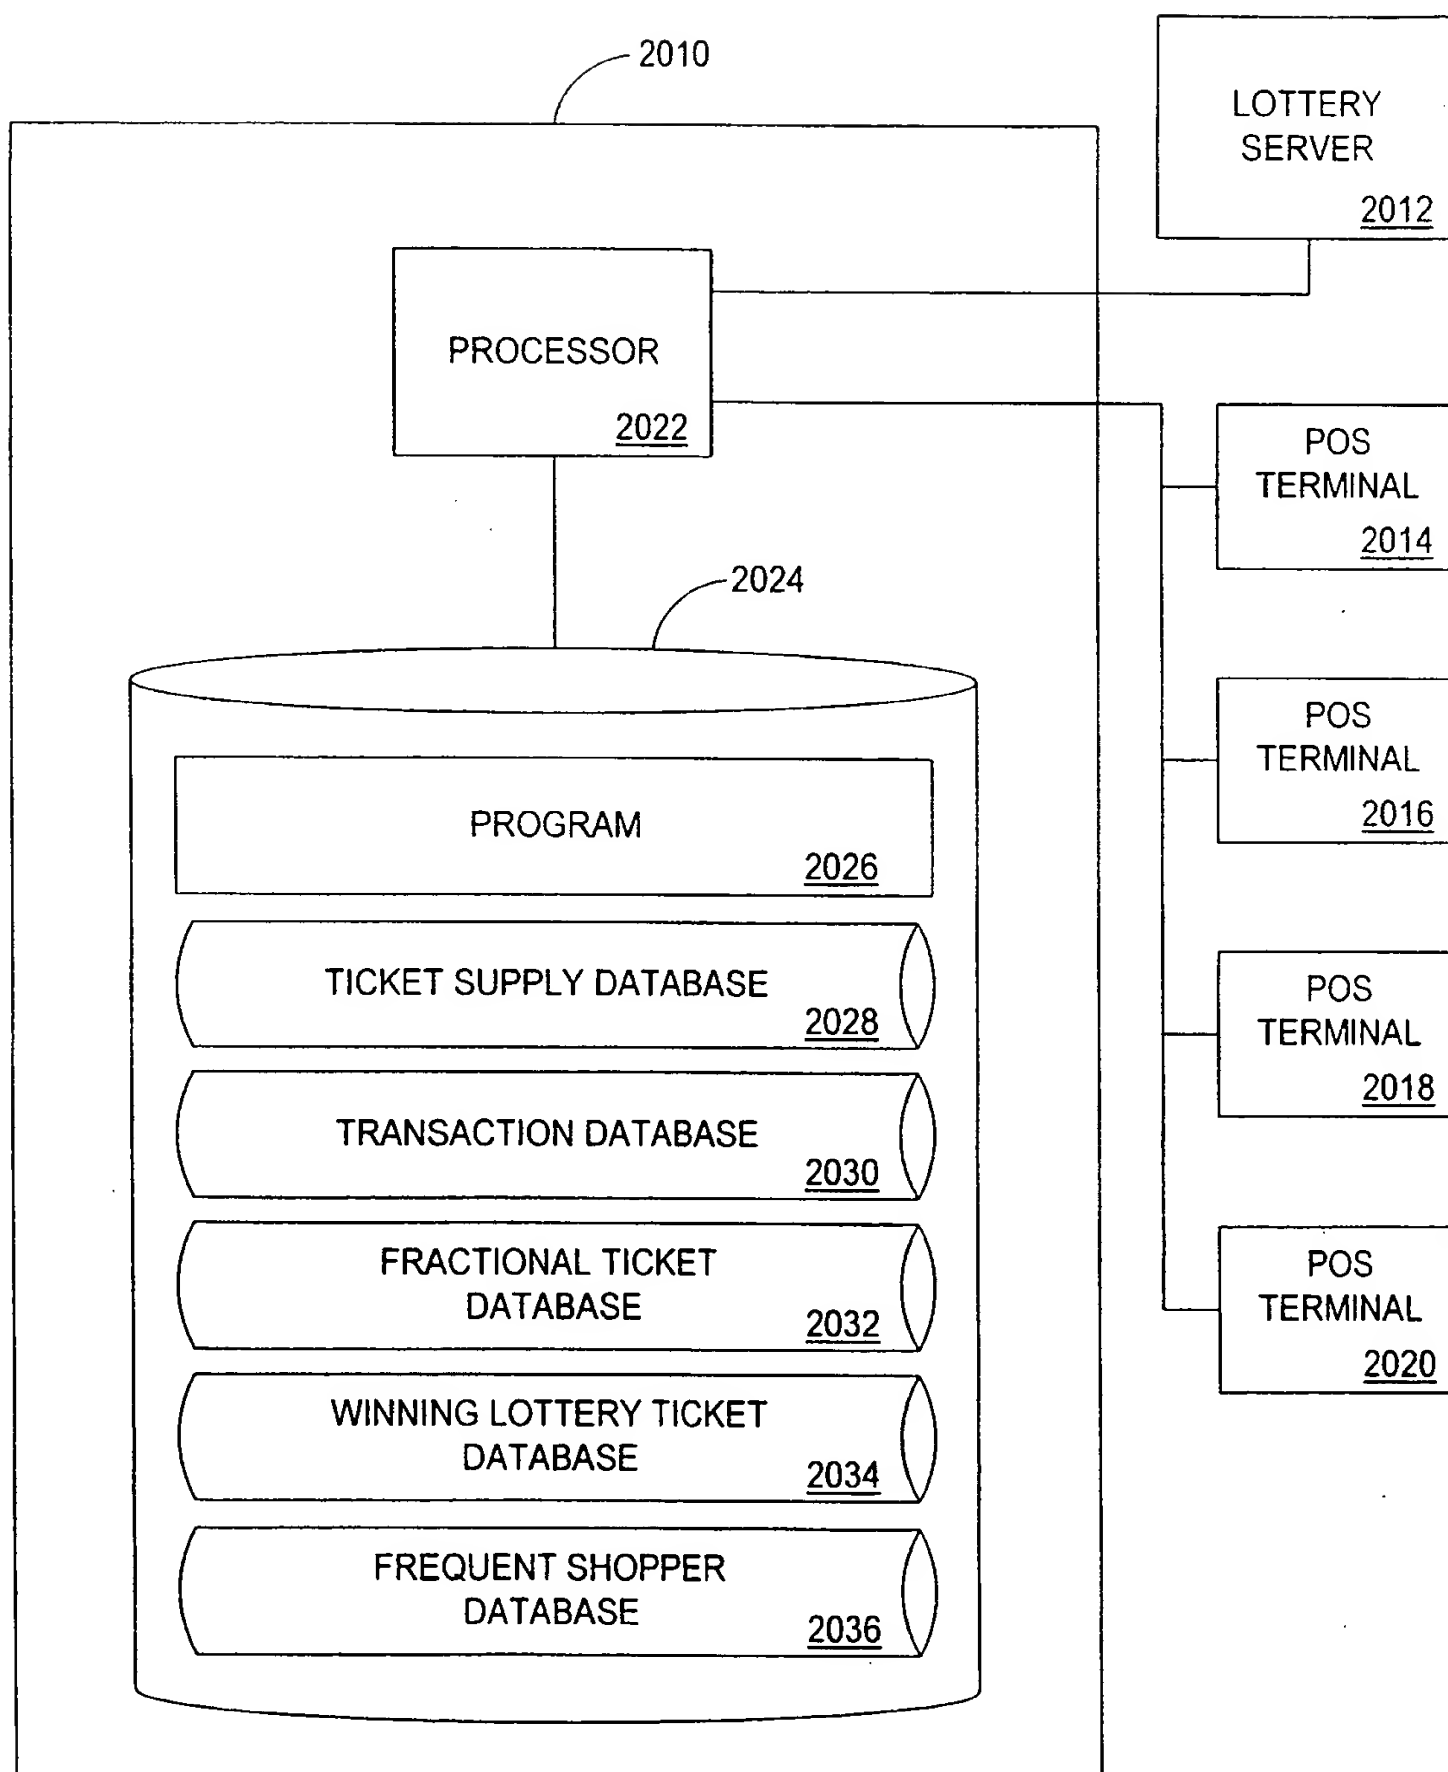 2010
LOTTERY
SERVER
2012
PROCESSOR
2022
POS
TERMINAL
2014
2024
POS
TERMINAL
2016
PROGRAM
2026
TICKET SUPPLY DATABASE
2028
POS
TERMINAL
2018
TRANSACTION DATABASE
2030
FRACTIONAL TICKET
DATABASE
2032
POS
TERMINAL
2020
WINNING LOTTERY TICKET
DATABASE
2034
FREQUENT SHOPPER
DATABASE
2036